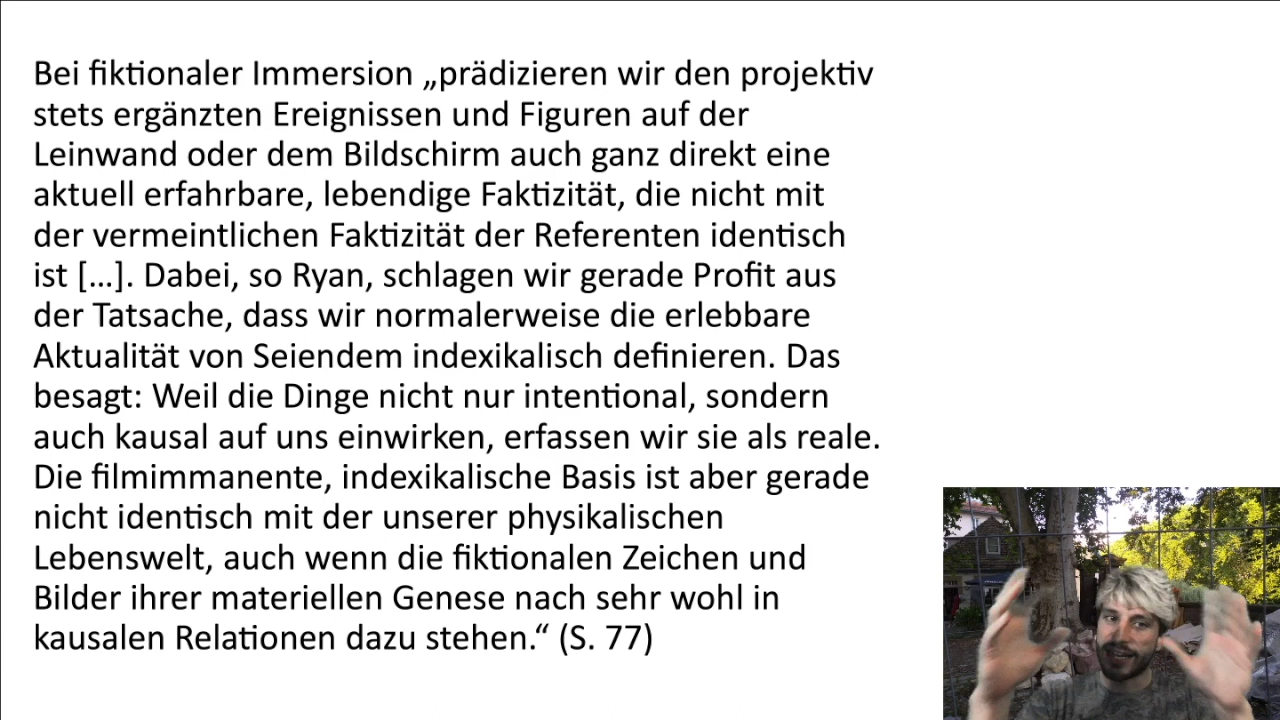 Bei fiktionaler Immersion „prädizieren wir den projektiv
stets ergänzten Ereignissen und Figuren auf der
Leinwand oder dem Bildschirm auch ganz direkt eine
aktuell erfahrbare, lebendige Faktizität, die nicht mit
der vermeintlichen Faktizität der Referenten identisch
ist [...]. Dabei, so Ryan, schlagen wir gerade Profit aus
der Tatsache, dass wir normalerweise die erlebbare
Aktualität von Seiendem indexikalisch definieren. Das
besagt: Weil die Dinge nicht nur intentional, sondern
auch kausal auf uns einwirken, erfassen wir sie als reale.
Die filmimmanente, indexikalische Basis ist aber gerade
nicht identisch mit der unserer physikalischen
Lebenswelt, auch wenn die fiktionalen Zeichen und
Bilder ihrer materiellen Genese nach sehr wohl in
kausalen Relationen dazu stehen.“ (S. 77)